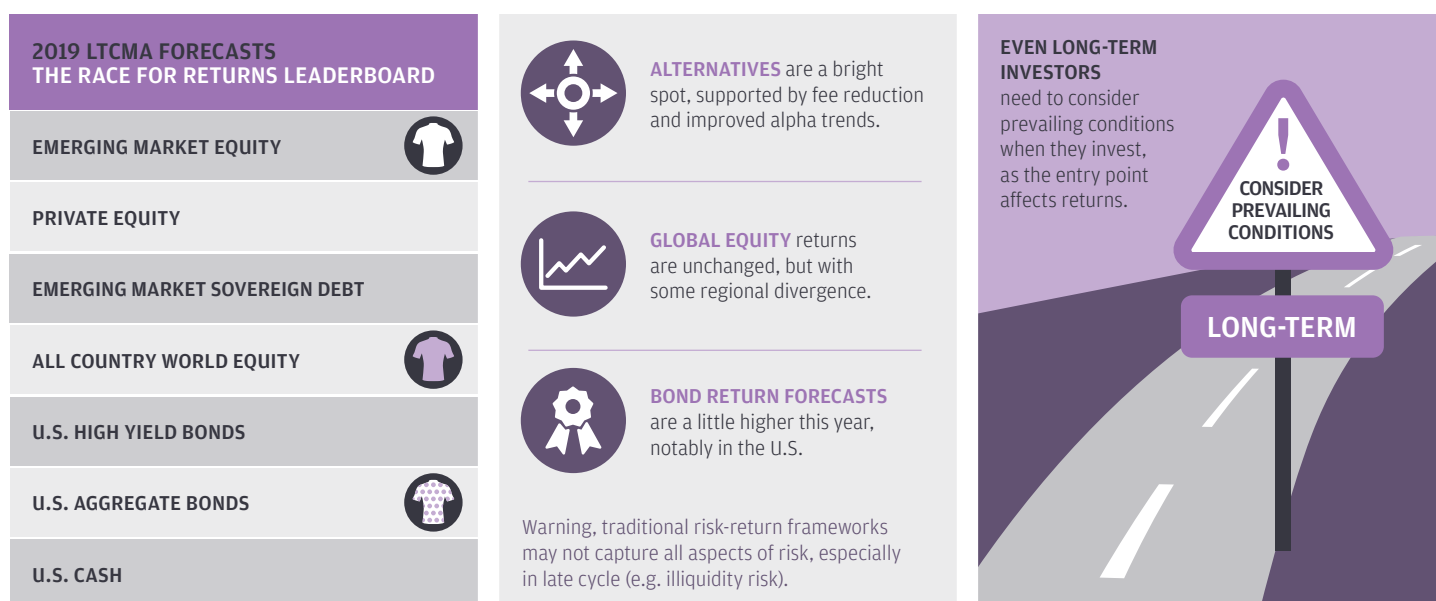 2019 LTCMA FORECASTS
THE RACE FOR RETURNS LEADERBOARD
EMERGING MARKET EQUITY
PRIVATE EQUITY
EMERGING MARKET SOVEREIGN DEBT
ALL COUNTRY WORLD EQUITY
U.S. HIGH YIELD BONDS
U.S. AGGREGATE BONDS
U.S. CASH
ALTERNATIVES are a bright
spot, supported by fee reduction
and improved alpha trends.
GLOBAL EQUITY returns
are unchanged, but with
some regional divergence.
BOND RETURN FORECASTS
are a little higher this year,
notably in the U.S.
Warning, traditional risk-return frameworks
may not capture all aspects of risk, especially
in late cycle (e.g. illiquidity risk).
EVEN LONG-TERM
INVESTORS
need to consider
prevailing conditions
when they invest,
as the entry point
affects returns.
!
CONSIDER
PREVAILING
CONDITIONS
LONG-TERM